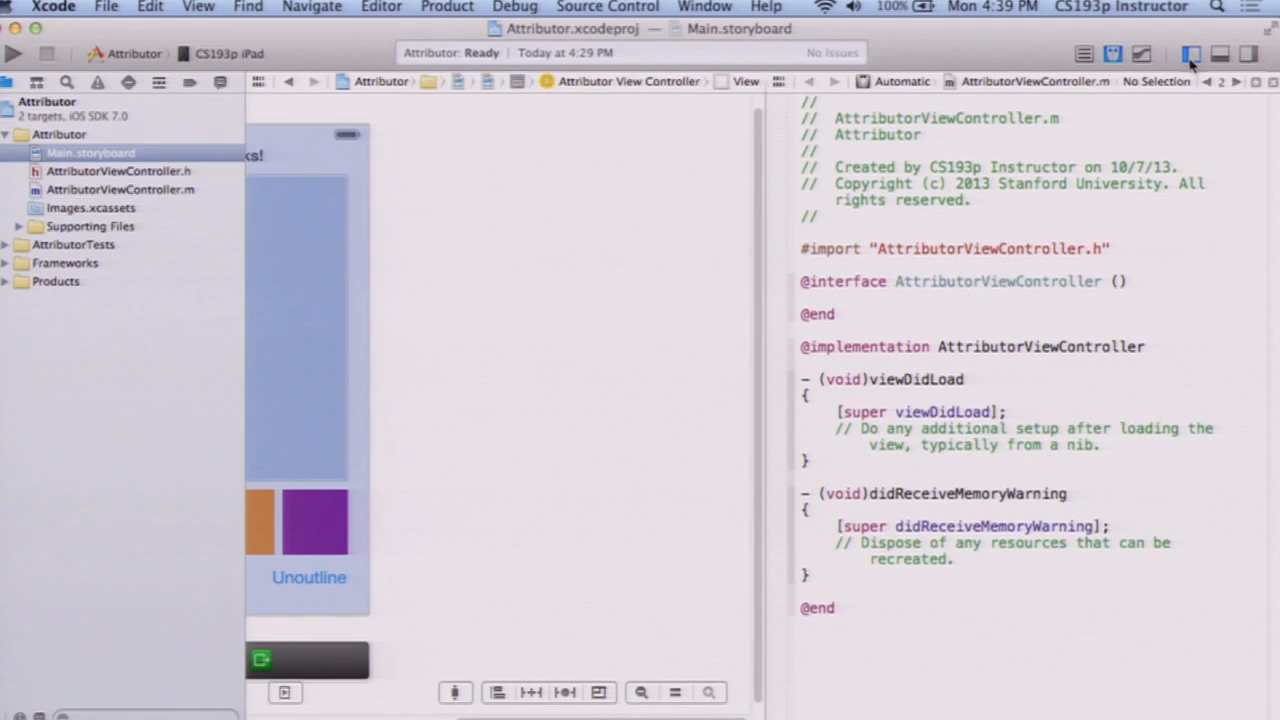 Xcode File Edit View Find Navigate Editor Product Debug Source Control Window Help 100% Mon 4:39 PM CS193p Instructor
Attributor.xcodeproj — Main.storyboard
Attributor CS193p iPad Attributor: Ready Today at 4:29 PM No Issues
Attributor Attributor View Controller View Automatic AttributorViewController.m No Selection 2
Attributor
2 targets, iOS SDK 7.0
Attributor
Main.storyboard
AttributorViewController.h
AttributorViewController.m
Images.xcassets
Supporting Files
AttributorTests
Frameworks
Products
ks!
Unoutline
//
// AttributorViewController.m
// Attributor
//
// Created by CS193p Instructor on 10/7/13.
// Copyright (c) 2013 Stanford University. All
rights reserved.
//
#import "AttributorViewController.h"
@interface AttributorViewController ()
@end
@implementation AttributorViewController
- (void)viewDidLoad
{
[super viewDidLoad];
// Do any additional setup after loading the
view, typically from a nib.
}
- (void)didReceiveMemoryWarning
{
[super didReceiveMemoryWarning];
// Dispose of any resources that can be
recreated.
}
@end